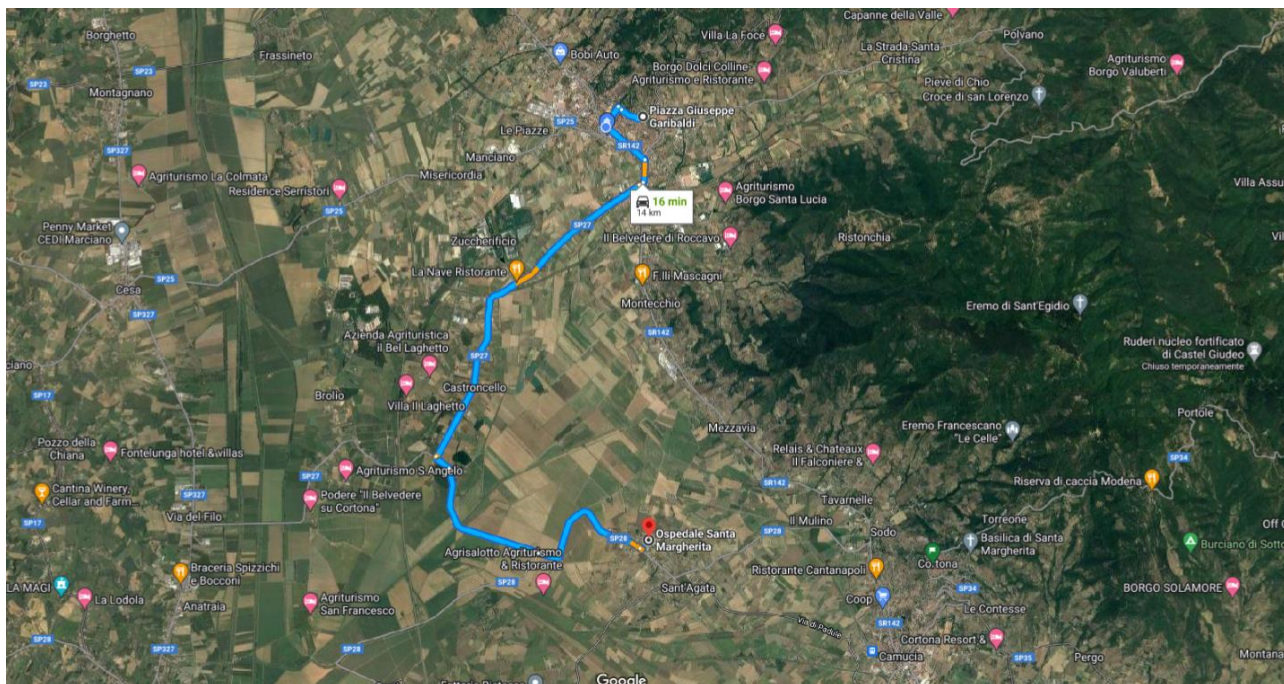 Capanne della Valle
Borghetto
Villa La Foce
Polvano
Frassineto
Bobi Auto
La Strada Santa
Cristina
SP23
Borgo Dolci Colline
Agriturismo e Ristorante
Agriturismo
Borgo Valuberti
SP23
Montagnano
Pieve di Chio
Croce di san Lorenzo
Piazza Giuseppe
Garibaldi
Le Piazze
SP25
SP327
SR142
Manciano
Misericordia
Agriturismo La Colmata
Residence Serristori
Agriturismo
Borgo Santa Lucia
Villa Assu
SP25
16 min
14 km
Penny Market
CEDI Marciano
SP27
Zuccherificio
Il Belvedere di Roccavo
Ristonchia
Vil
La Nave Ristorante
F.lli Mascagni
SP25
Cesa
Montecchio
Eremo di Sant'Egidio
SP327
SR142
Azienda Agrituristica
il Bel Laghetto
Ruderi nucleo fortificato
di Castel Giudeo
Chiuso temporaneamente
ciano
SP27
Castroncello
SP17
Brolio
Villa Il Laghetto
Portole
Mezzavia
Eremo Francescano
"Le Celle"
Pozzo della
Chiana
Fontelunga hotel & villas
Relais & Chateaux
Il Falconiere &
SP34
SP27
Agriturismo S.Angelo
SR142
Riserva di caccia Modena
Cantina Winery,
Cellar and Farm...
SP327
Podere "Il Belvedere
su Cortona"
Tavarnelle
SP17
Via del Filo
Il Mulino
Torreone
Off C
SP28
Sodo
SP28
Ospedale Santa
Margherita
Basilica di Santa
Margherita
Burciano di Sotto
Agrisalotto Agriturismo
& Ristorante
Cortona
Braceria Spizzichi
e Bocconi
Ristorante Cantanapoli
SP28
LA MAGI
Sant'Agata
SP34
BORGO SOLAMORE
La Lodola
Anatraia
Agriturismo
San Francesco
Coop
Le Contesse
SR142
Via di Padule
SP28
SP327
SP28
Cortona Resort &
Camucia
SP35
Pergo
Montana
Google